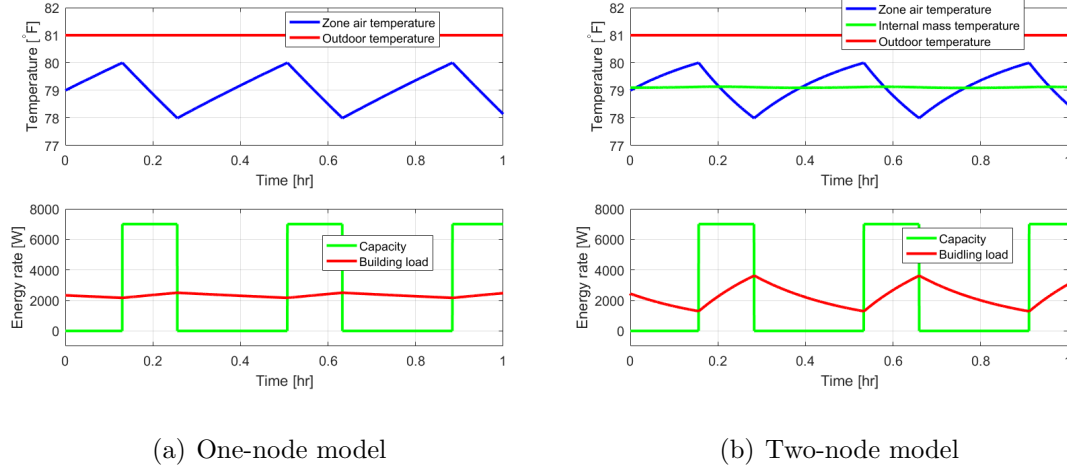 82
81
80
79
78
77
Temperature [°F]
Zone air temperature
Outdoor temperature
0
0.2
0.4
0.6
0.8
1
Time [hr]
8000
6000
4000
2000
0
Energy rate [W]
Capacity
Building load
0
0.2
0.4
0.6
0.8
1
Time [hr]
(a) One-node model
82
81
80
79
78
77
Temperature [°F]
Zone air temperature
Internal mass temperature
Outdoor temperature
0
0.2
0.4
0.6
0.8
1
Time [hr]
8000
6000
4000
2000
0
Energy rate [W]
Capacity
Buidling load
0
0.2
0.4
0.6
0.8
1
Time [hr]
(b) Two-node model